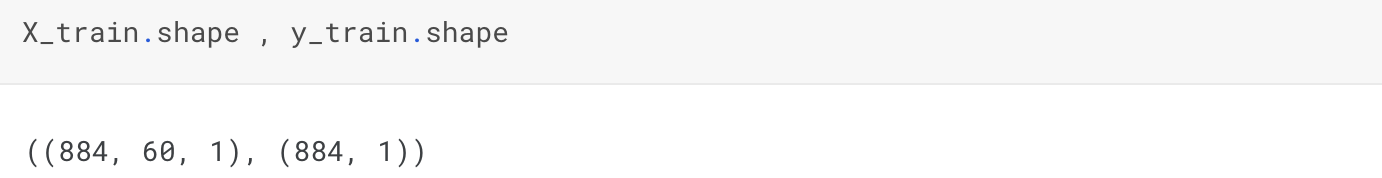 X_train.shape , y_train.shape
((884, 60, 1), (884, 1))